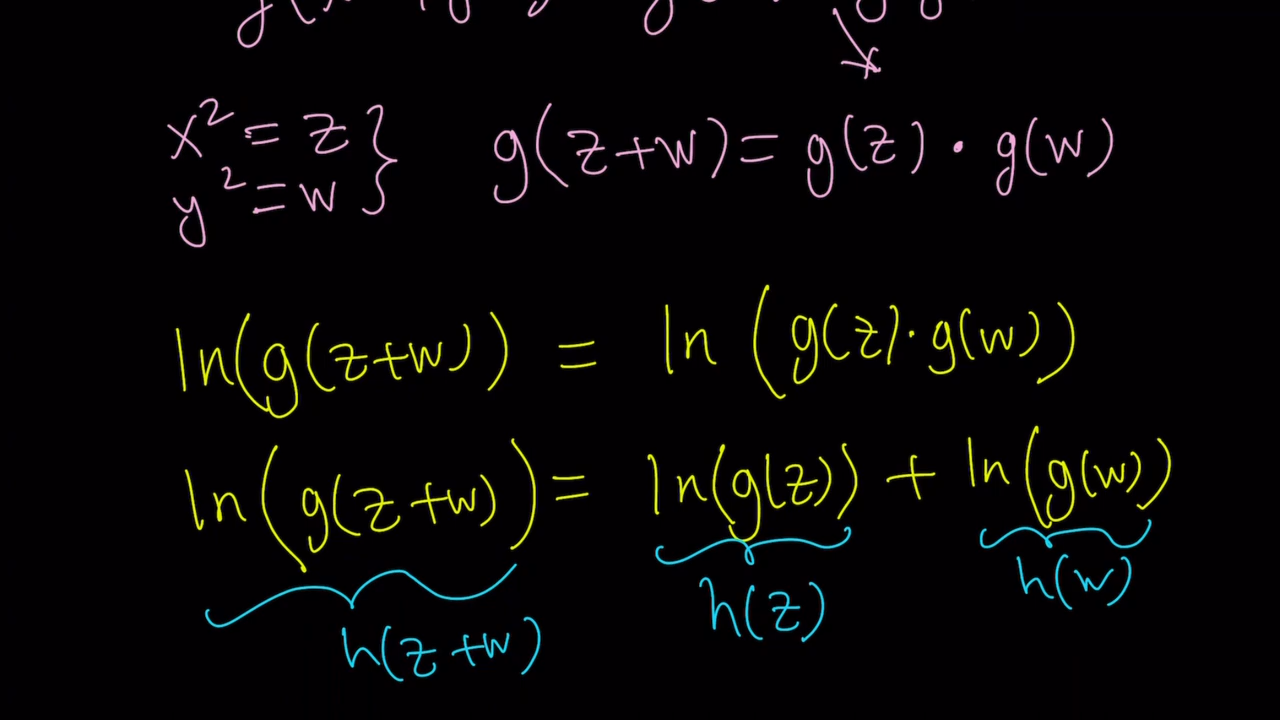 x² = z } g(z+w) = g(z) · g(w)
y² = w
ln(g(z+w)) = ln (g(z)·g(w))
ln(g(z+w)) = ln(g(z)) + ln(g(w))
h(z+w) h(z) h(w)